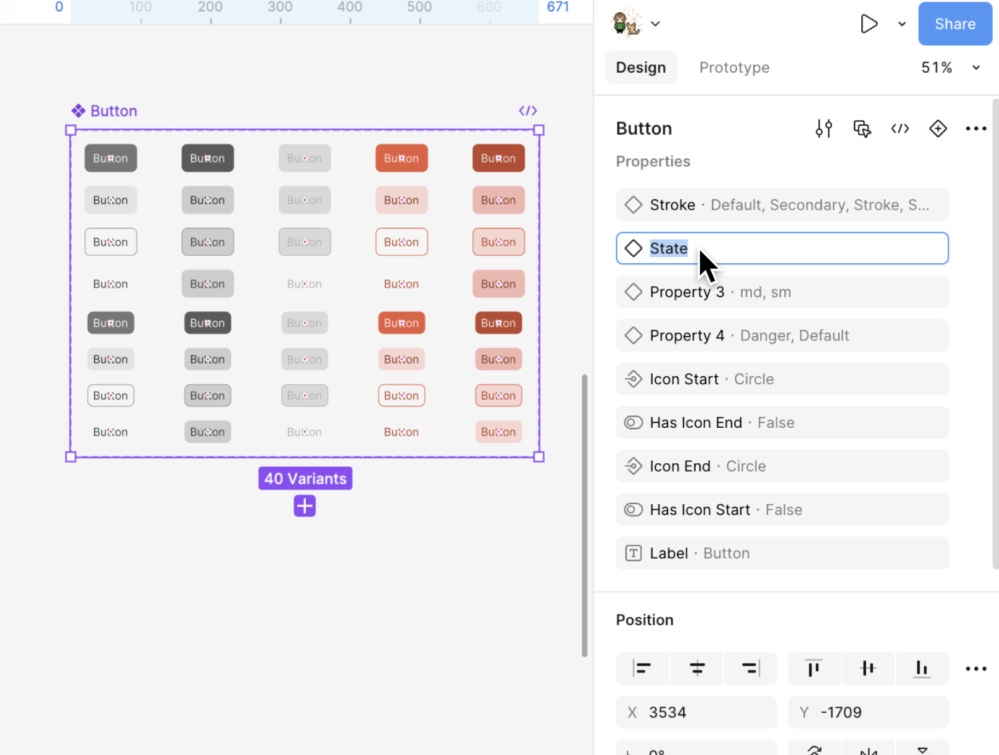 0 100 200 300 400 500 600 671
Share
Design Prototype 51%
Button </>
Button </>
Properties
Button Button Button Button Button
Button Button Button Button Button
Button Button Button Button Button
Button Button Button Button Button
Button Button Button Button Button
Button Button Button Button Button
Button Button Button Button Button
Button Button Button Button Button
40 Variants
Stroke · Default, Secondary, Stroke, S...
State
Property 3 · md, sm
Property 4 · Danger, Default
Icon Start · Circle
Has Icon End · False
Icon End · Circle
Has Icon Start · False
T Label · Button
Position
X 3534 Y -1709
0°